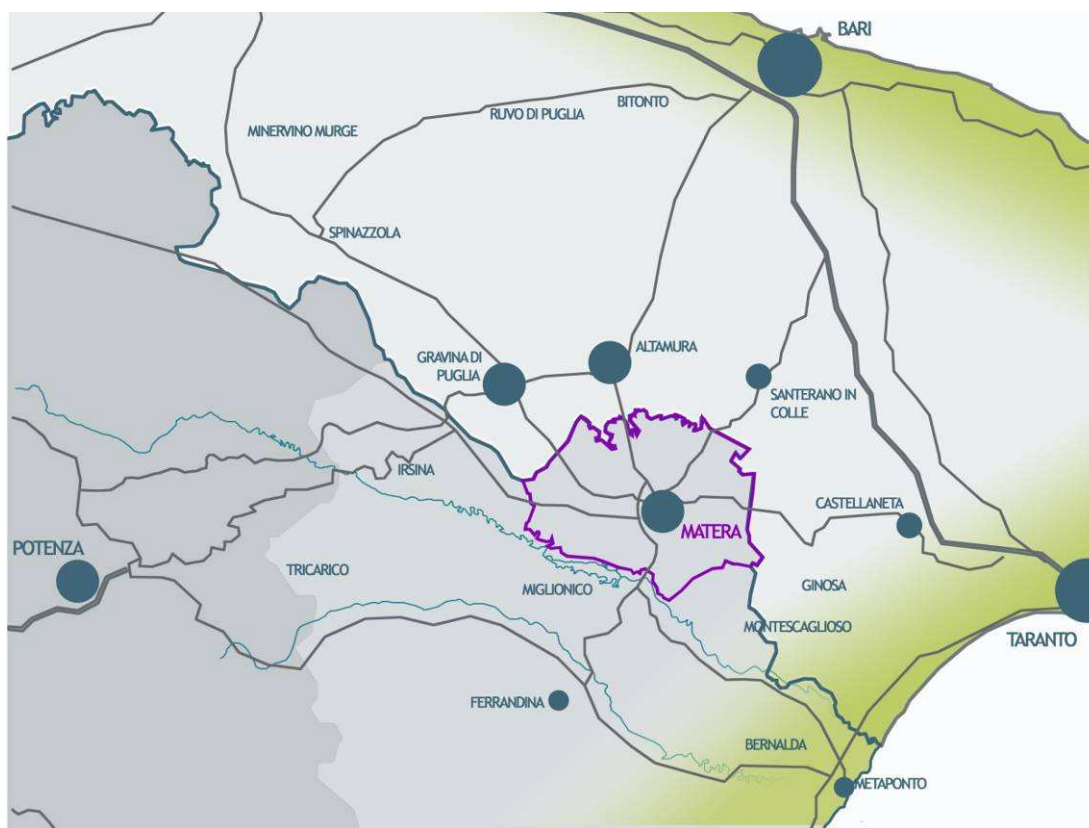 BARI
BITONTO
RUVO DI PUGLIA
MINERVINO MURGE
SPINAZZOLA
ALTAMURA
GRAVINA DI
PUGLIA
SANTERANO IN
COLLE
IRSINA
CASTELLANETA
MATERA
POTENZA
TRICARICO
MIGLIONICO
GINOSA
MONTESCAGLIOSO
TARANTO
FERRANDINA
BERNALDA
METAPONTO